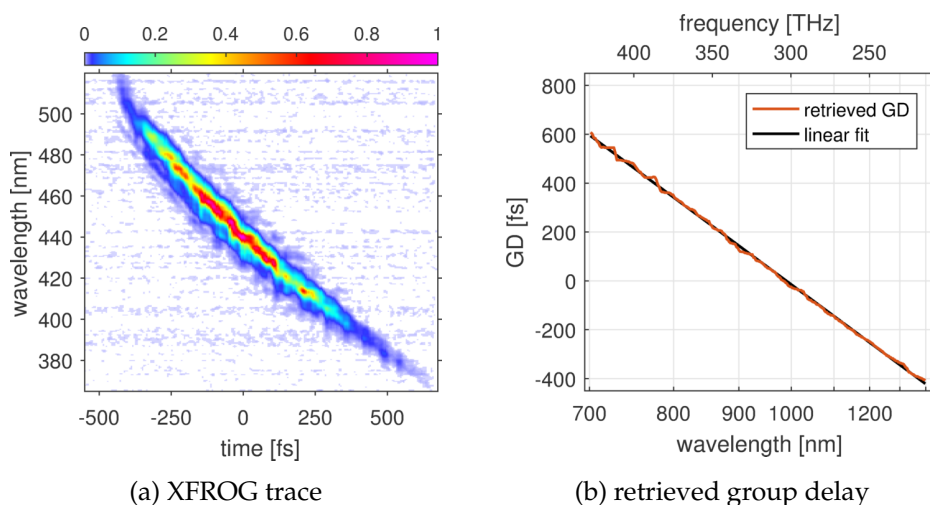 0 0.2 0.4 0.6 0.8 1
500
480
460
440
420
400
380
wavelength [nm]
-500 -250 0 250 500
time [fs]
(a) XFROG trace
frequency [THz]
400 350 300 250
800
600
400
200
0
-200
-400
GD [fs]
retrieved GD
linear fit
700 800 900 1000 1200
wavelength [nm]
(b) retrieved group delay